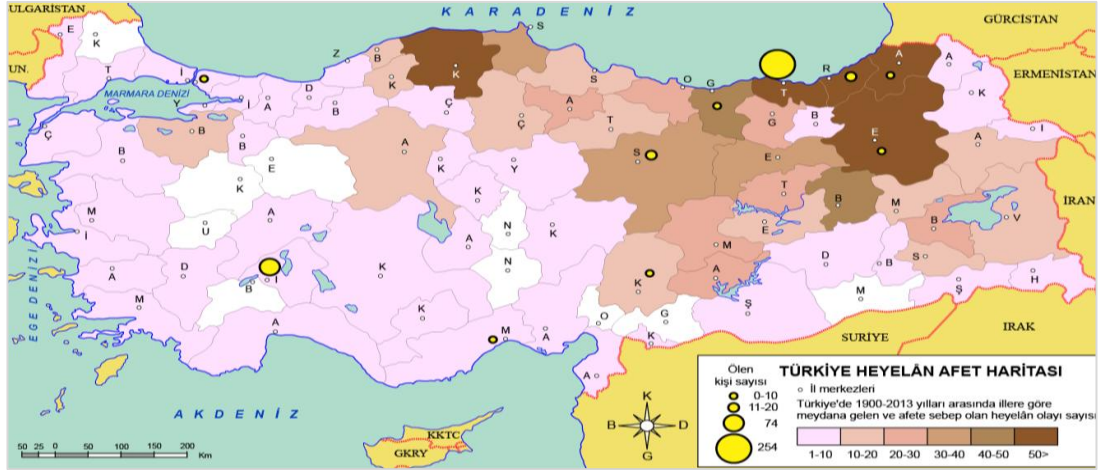 KARADENİZ
ULGARİSTAN
GÜRCİSTAN
UN.
ERMENİSTAN
MARMARA DENİZİ
İRAN
EGE DENİZİ
E
K
T
İ
Y
İ
A
D
B
Z
B
K
K
S
S
O
G
T
R
A
A
K
Ç
A
T
G
B
E
I
A
Ç
B
B
B
E
A
K
Y
Ç
S
E
T
B
M
B
V
K
U
A
K
N
N
K
A
M
E
M
İ
A
D
B
I
K
M
A
K
M
A
K
A
D
B
S
Ş
H
M
Ş
O
G
K
A
SURİYE
IRAK
AKDENİZ
KKTC
GKRY
50 25 0 50 100 150 200
Km
K
B D
G
Ölen
kişi sayısı
0-10
11-20
74
254
TÜRKİYE HEYELÂN AFET HARİTASI
İl merkezleri
Türkiye'de 1900-2013 yılları arasında illere göre
meydana gelen ve afete sebep olan heyelân olayı sayısı
1-10 10-20 20-30 30-40 40-50 50>